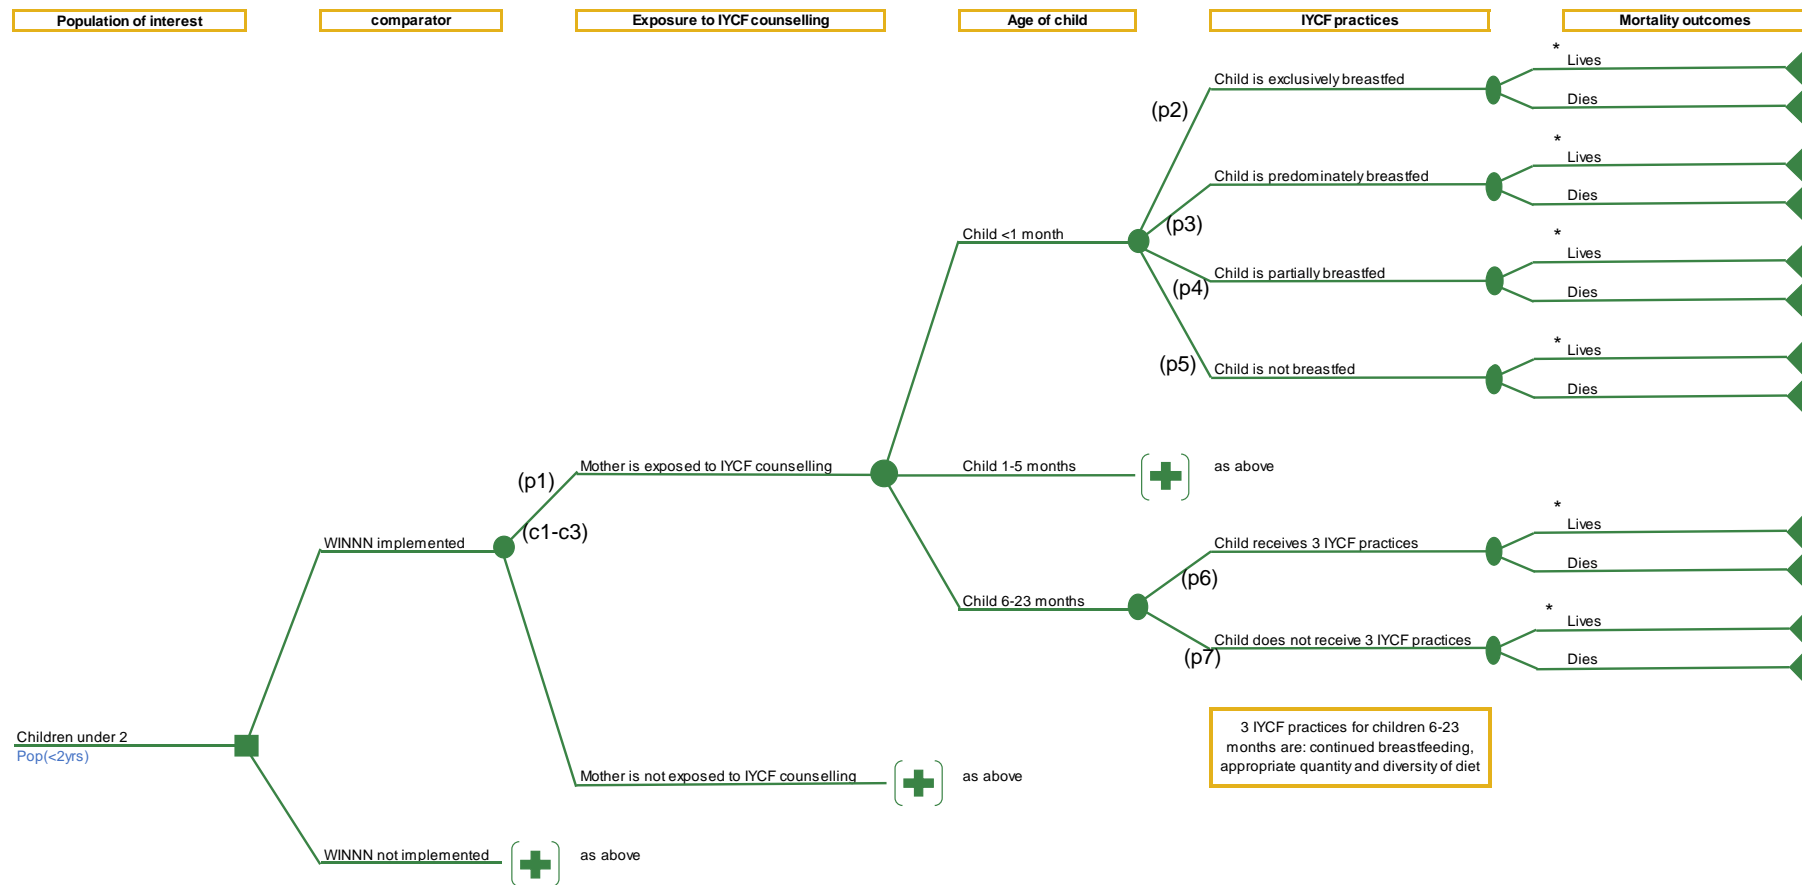 Population of interest
comparator
Exposure to IYCF counselling
Age of child
IYCF practices
Mortality outcomes
*
Lives
Child is exclusively breastfed
(p2)
Dies
*
Lives
Child is predominately breastfed
Dies
(p3)
Child <1 month
*
Lives
Child is partially breastfed
(p4)
Dies
*
Lives
(p5)
Child is not breastfed
Dies
Mother is exposed to IYCF counselling
Child 1-5 months
as above
(p1)
(c1-c3)
WINNN implemented
*
Lives
Child receives 3 IYCF practices
Dies
(p6)
Child 6-23 months
*
Lives
Child does not receive 3 IYCF practices
(p7)
Dies
3 IYCF practices for children 6-23
months are: continued breastfeeding,
appropriate quantity and diversity of diet
Children under 2
Pop(<2yrs)
Mother is not exposed to IYCF counselling
as above
WINNN not implemented
as above